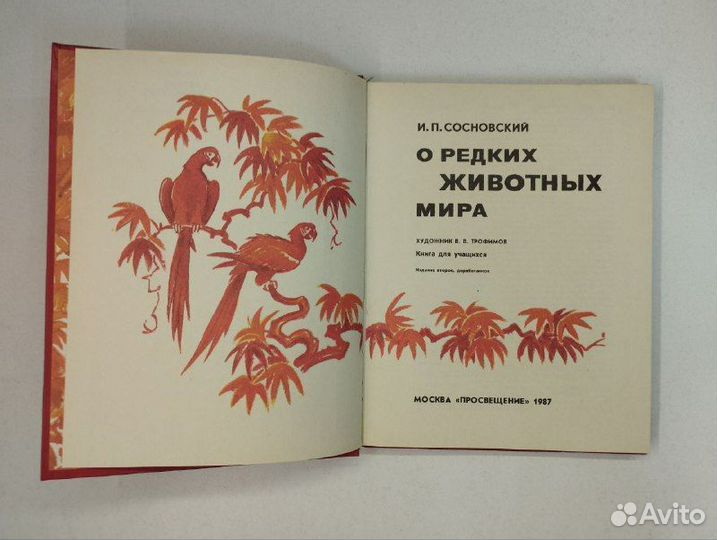 И. П. СОСНОВСКИЙ
О РЕДКИХ
ЖИВОТНЫХ
МИРА
ХУДОЖНИК В. В. ТРОФИМОВ
Книга для учащихся
Издание второе, доработанное
МОСКВА «ПРОСВЕЩЕНИЕ» 1987
Avito